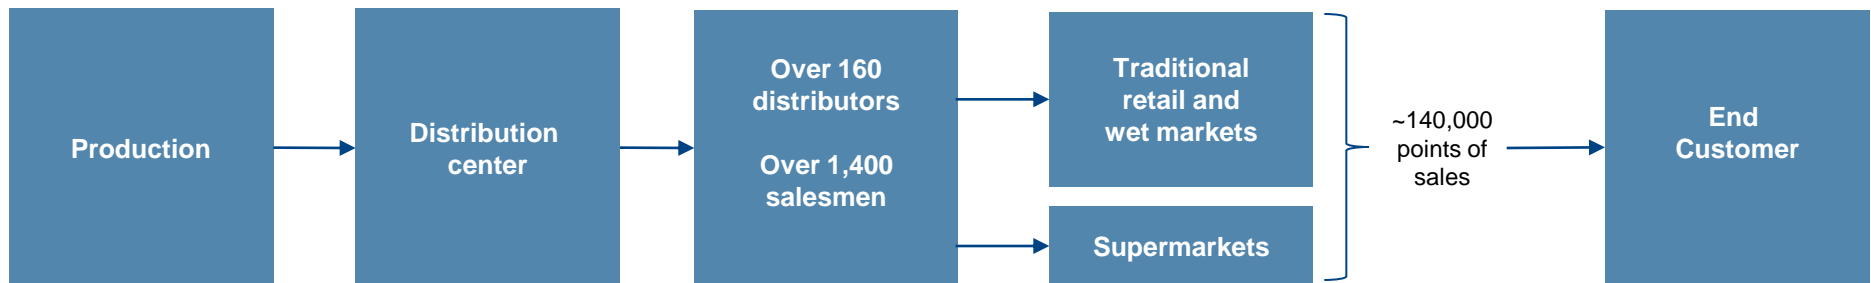 Production
Distribution
center
Over 160
distributors
Over 1,400
salesmen
Traditional
retail and
wet markets
Supermarkets
~140,000
points of
sales
End
Customer